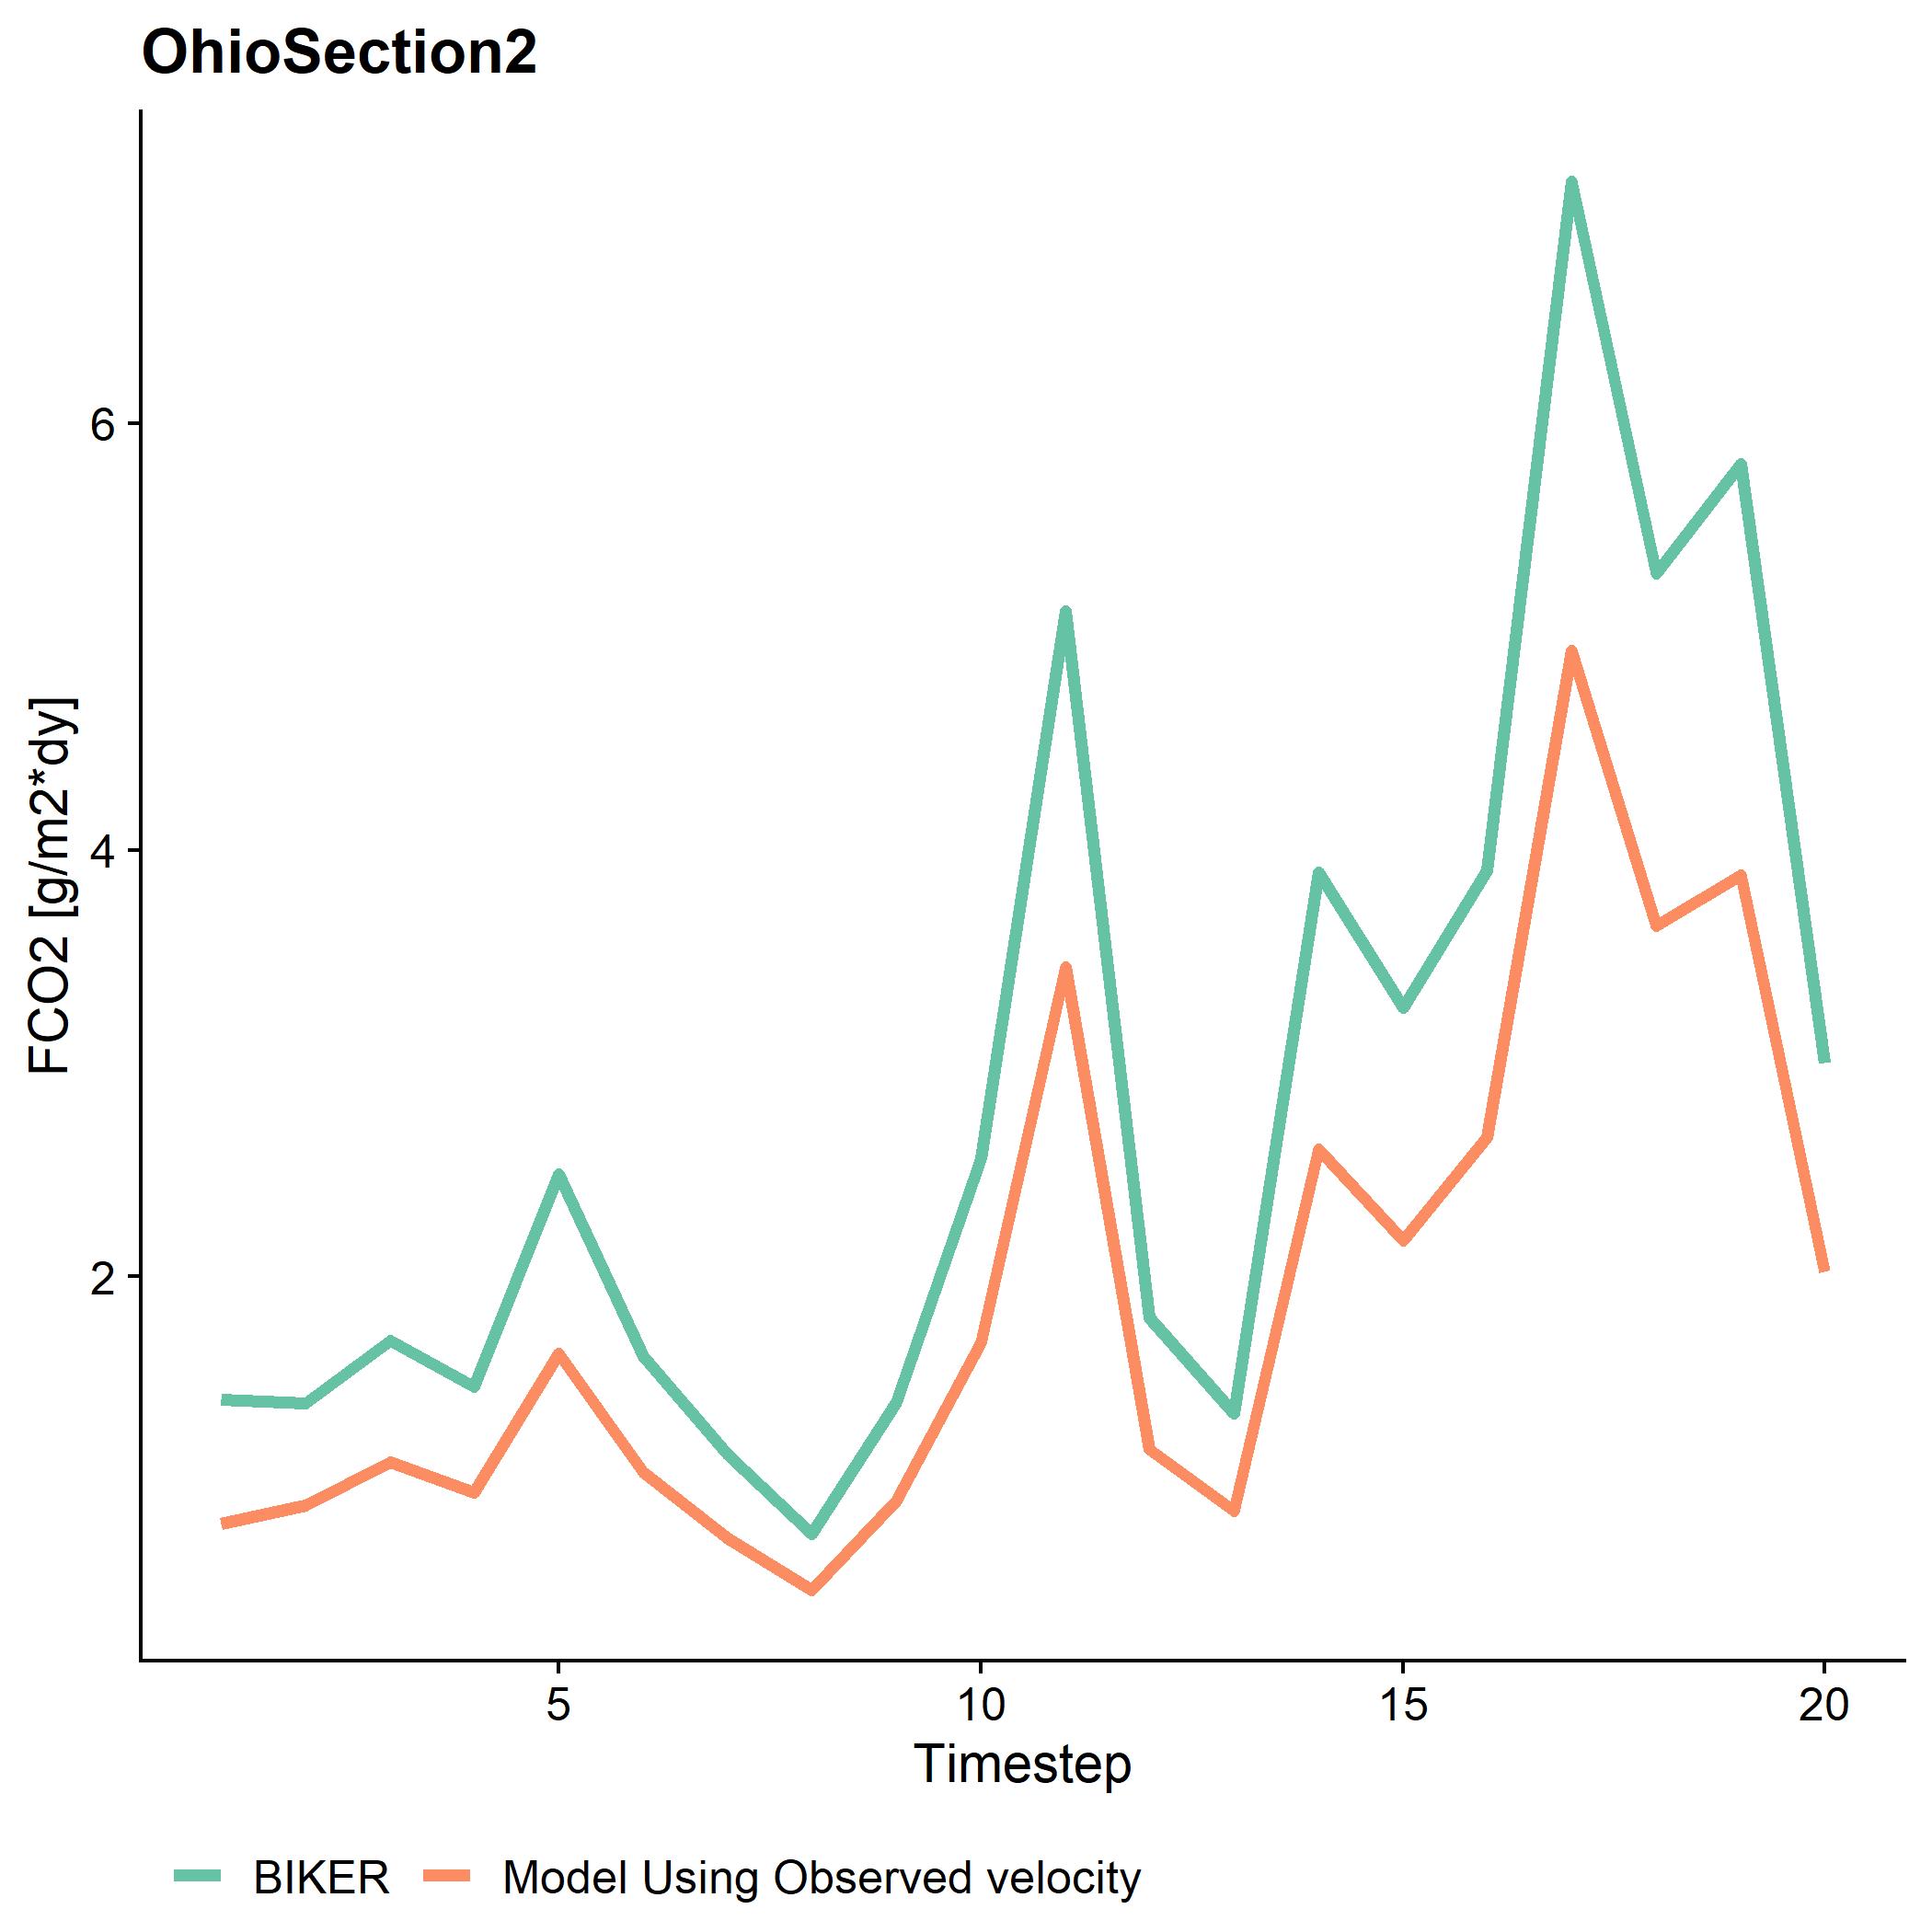 OhioSection2
FCO2 [g/m2*dy]
6
4
2
5 10 15 20
Timestep
BIKER Model Using Observed velocity